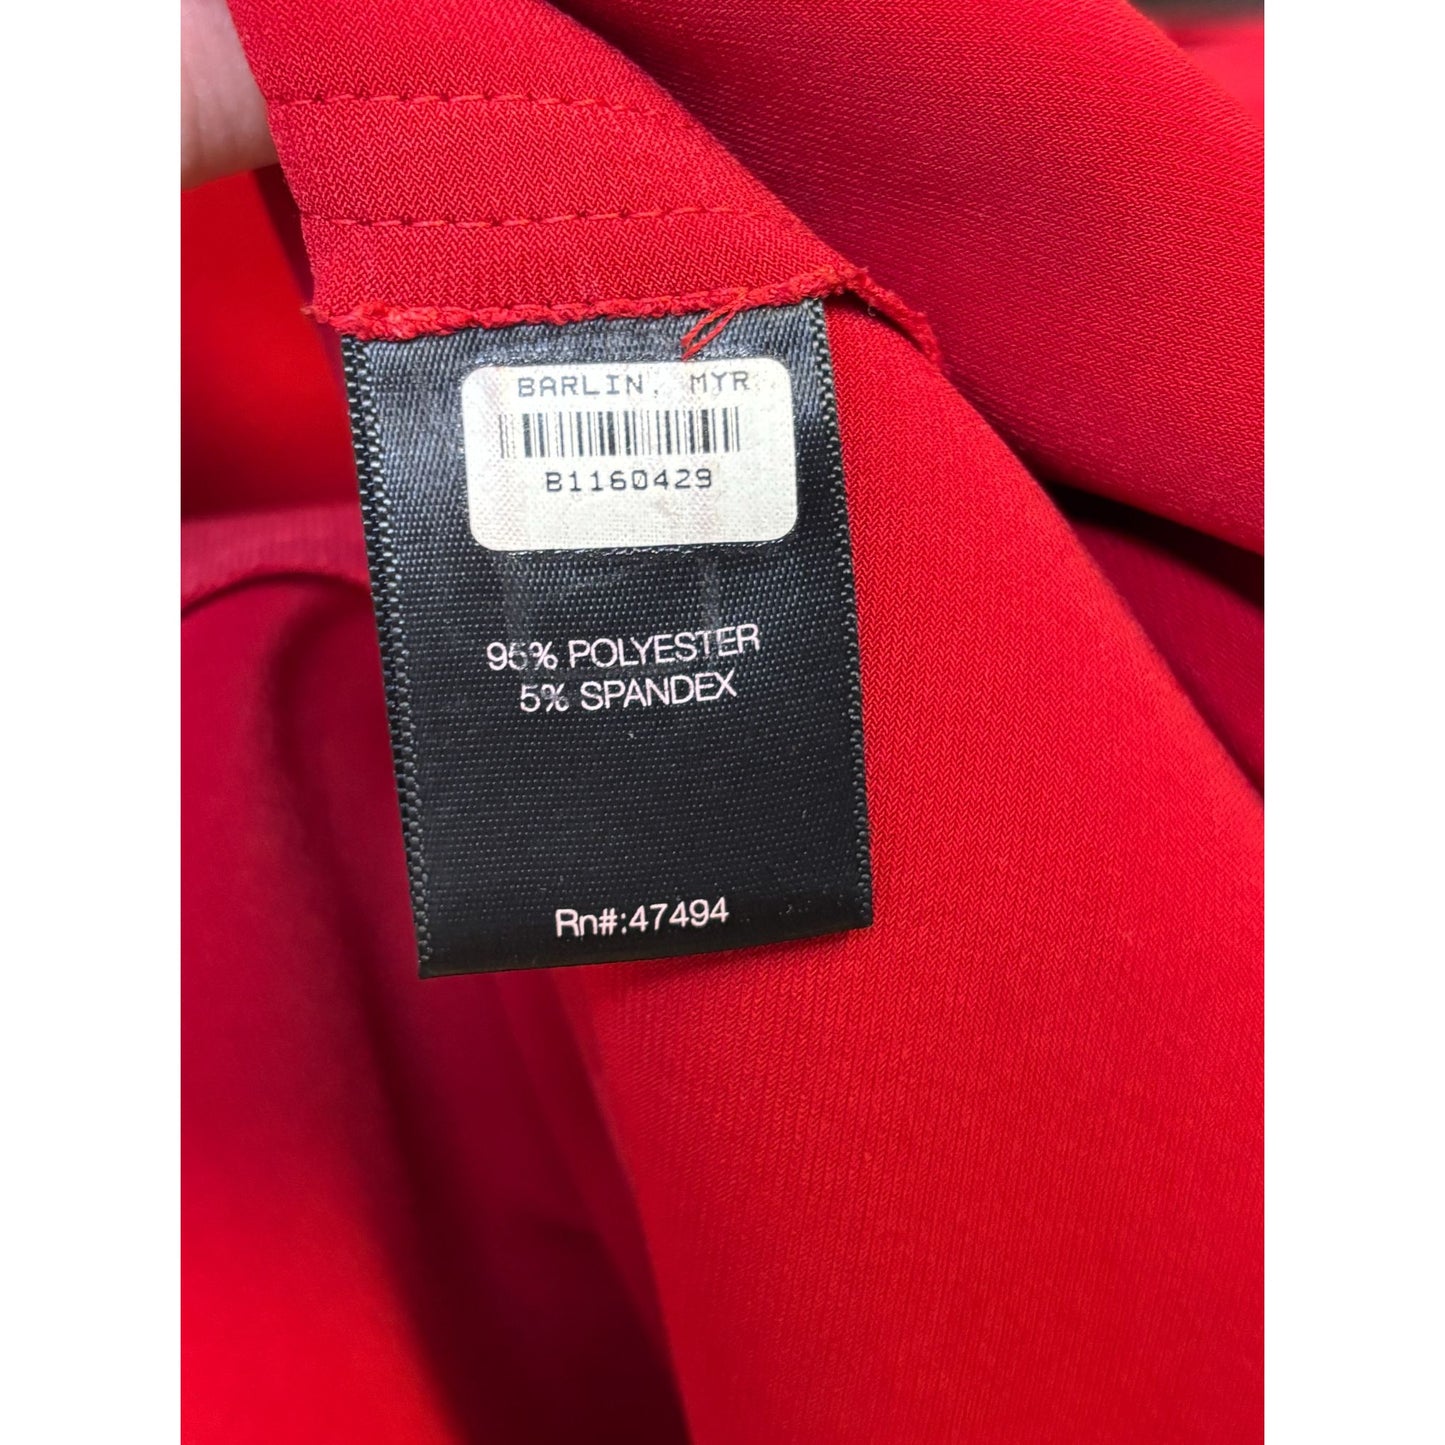 BARLIN, MYR
B1160429
95% POLYESTER
5% SPANDEX
Rn#:47494